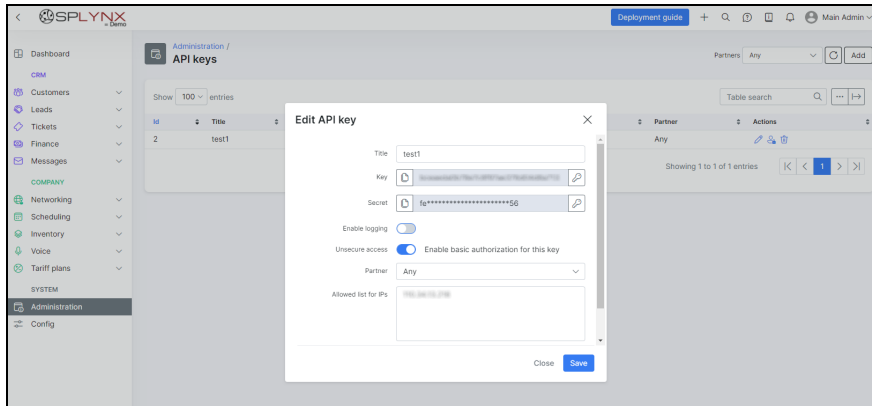 SPLYNX
Demo
Deployment guide
Main Admin
Dashboard
CRM
Customers
Leads
Tickets
Finance
Messages
COMPANY
Networking
Scheduling
Inventory
Voice
Tariff plans
SYSTEM
Administration
Config
Administration /
API keys
Partners Any
Add
Show 100 entries
Table search
Id Title Partner Actions
2 test1 Any
Showing 1 to 1 of 1 entries
1
Edit API key
Title test1
Key
Secret fe**********************56
Enable logging
Unsecure access Enable basic authorization for this key
Partner Any
Allowed list for IPs
Close Save